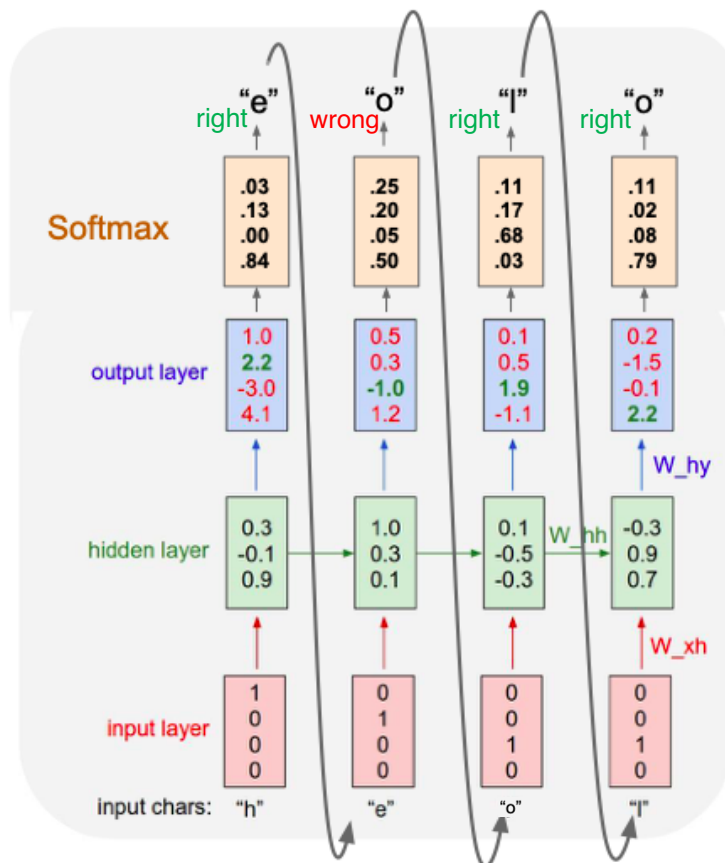 “e” “o” “l” “o”
right wrong right right
Softmax
.03 .25 .11 .11
.13 .20 .17 .02
.00 .05 .68 .08
.84 .50 .03 .79
output layer
1.0 0.5 0.1 0.2
2.2 0.3 0.5 -1.5
-3.0 -1.0 1.9 -0.1
4.1 1.2 -1.1 2.2
W_hy
hidden layer
0.3 1.0 0.1 -0.3
-0.1 0.3 -0.5 0.9
0.9 0.1 -0.3 0.7
W_hh
W_xh
input layer
1 0 0 0
0 1 0 0
0 0 1 1
0 0 0 0
input chars: “h” “e” “o” “l”